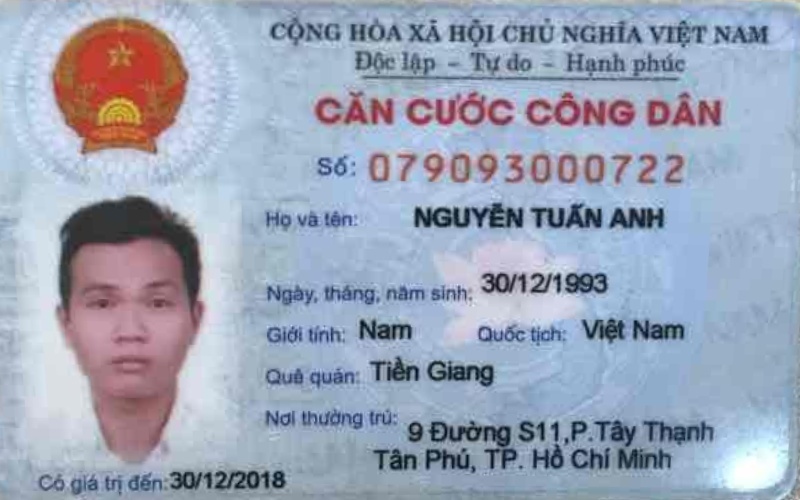 CỘNG HÒA XÃ HỘI CHỦ NGHĨA VIỆT NAM
Độc lập - Tự do - Hạnh phúc
CĂN CƯỚC CÔNG DÂN
Số: 079093000722
Họ và tên: NGUYỄN TUẤN ANH
Ngày, tháng, năm sinh: 30/12/1993
Giới tính: Nam Quốc tịch: Việt Nam
Quê quán: Tiền Giang
Nơi thường trú: 9 Đường S11,P.Tây Thạnh
Tân Phú, TP. Hồ Chí Minh
Có giá trị đến: 30/12/2018